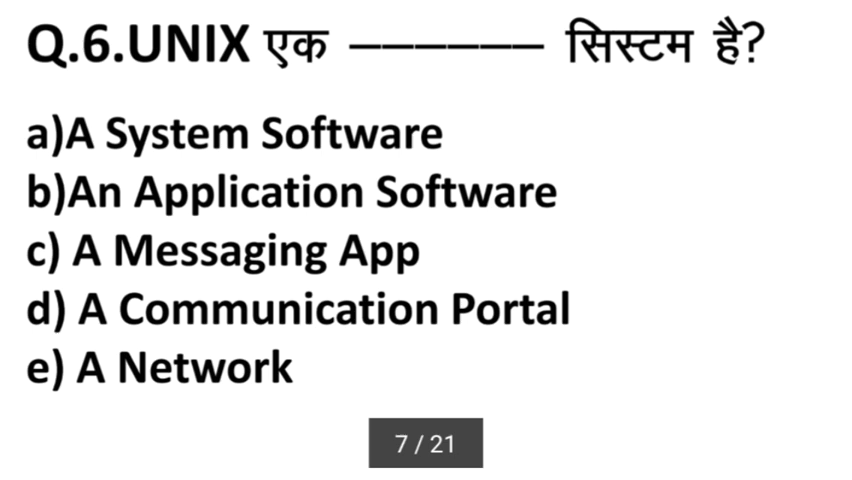 Q.6.UNIX एक ------ सिस्टम है?
a)A System Software
b)An Application Software
c) A Messaging App
d) A Communication Portal
e) A Network
7 / 21